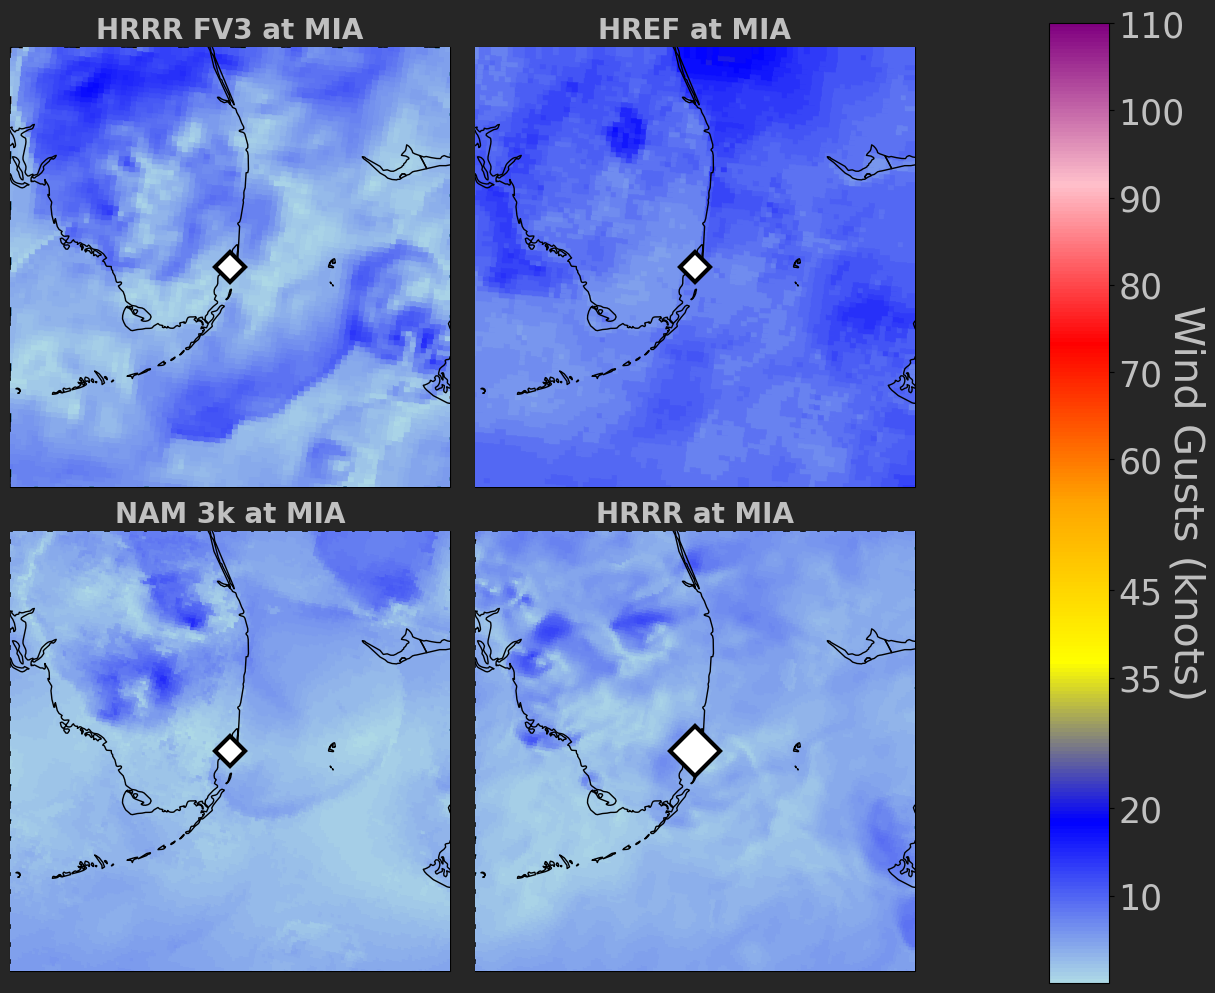 HRRR FV3 at MIA
HREF at MIA
NAM 3k at MIA
HRRR at MIA
110
100
90
80
70
60
45
35
20
10
Wind Gusts (knots)